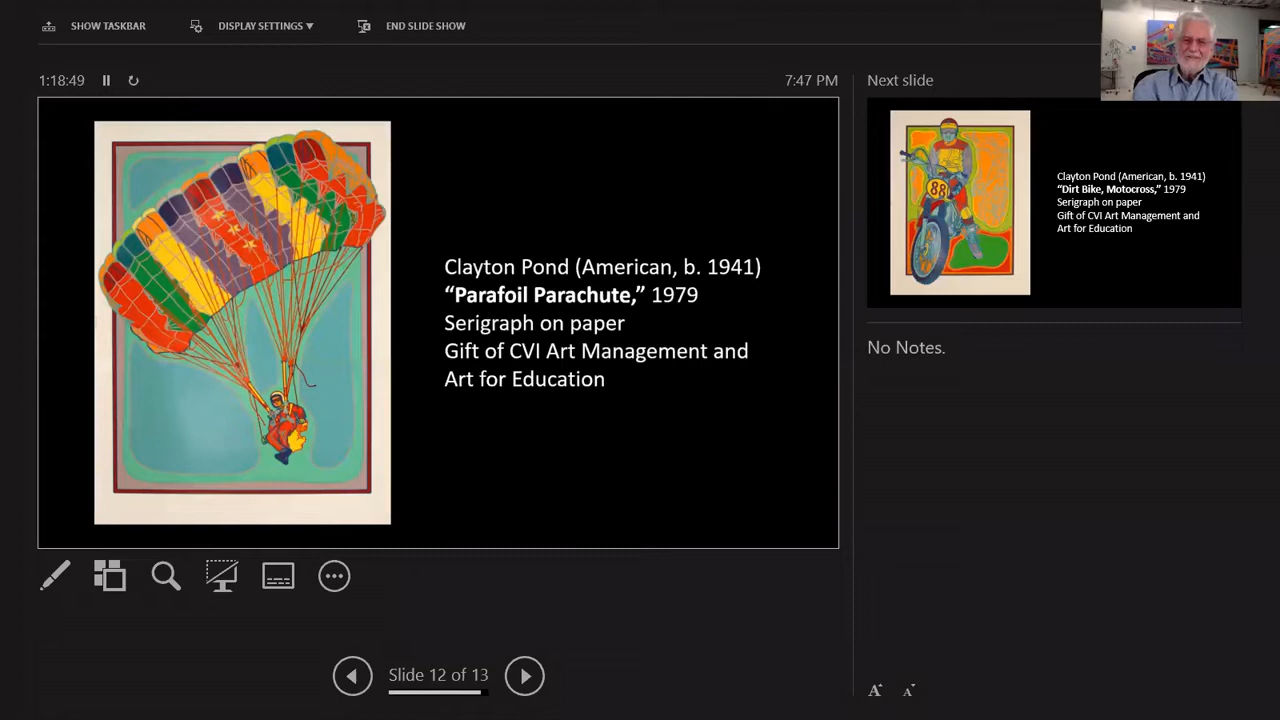 SHOW TASKBAR
DISPLAY SETTINGS ▼
END SLIDE SHOW
1:18:49
7:47 PM
Clayton Pond (American, b. 1941)
“Parafoil Parachute,” 1979
Serigraph on paper
Gift of CVI Art Management and
Art for Education
Slide 12 of 13
Next slide
88
Clayton Pond (American, b. 1941)
“Dirt Bike, Motocross,” 1979
Serigraph on paper
Gift of CVI Art Management and
Art for Education
No Notes.
A A